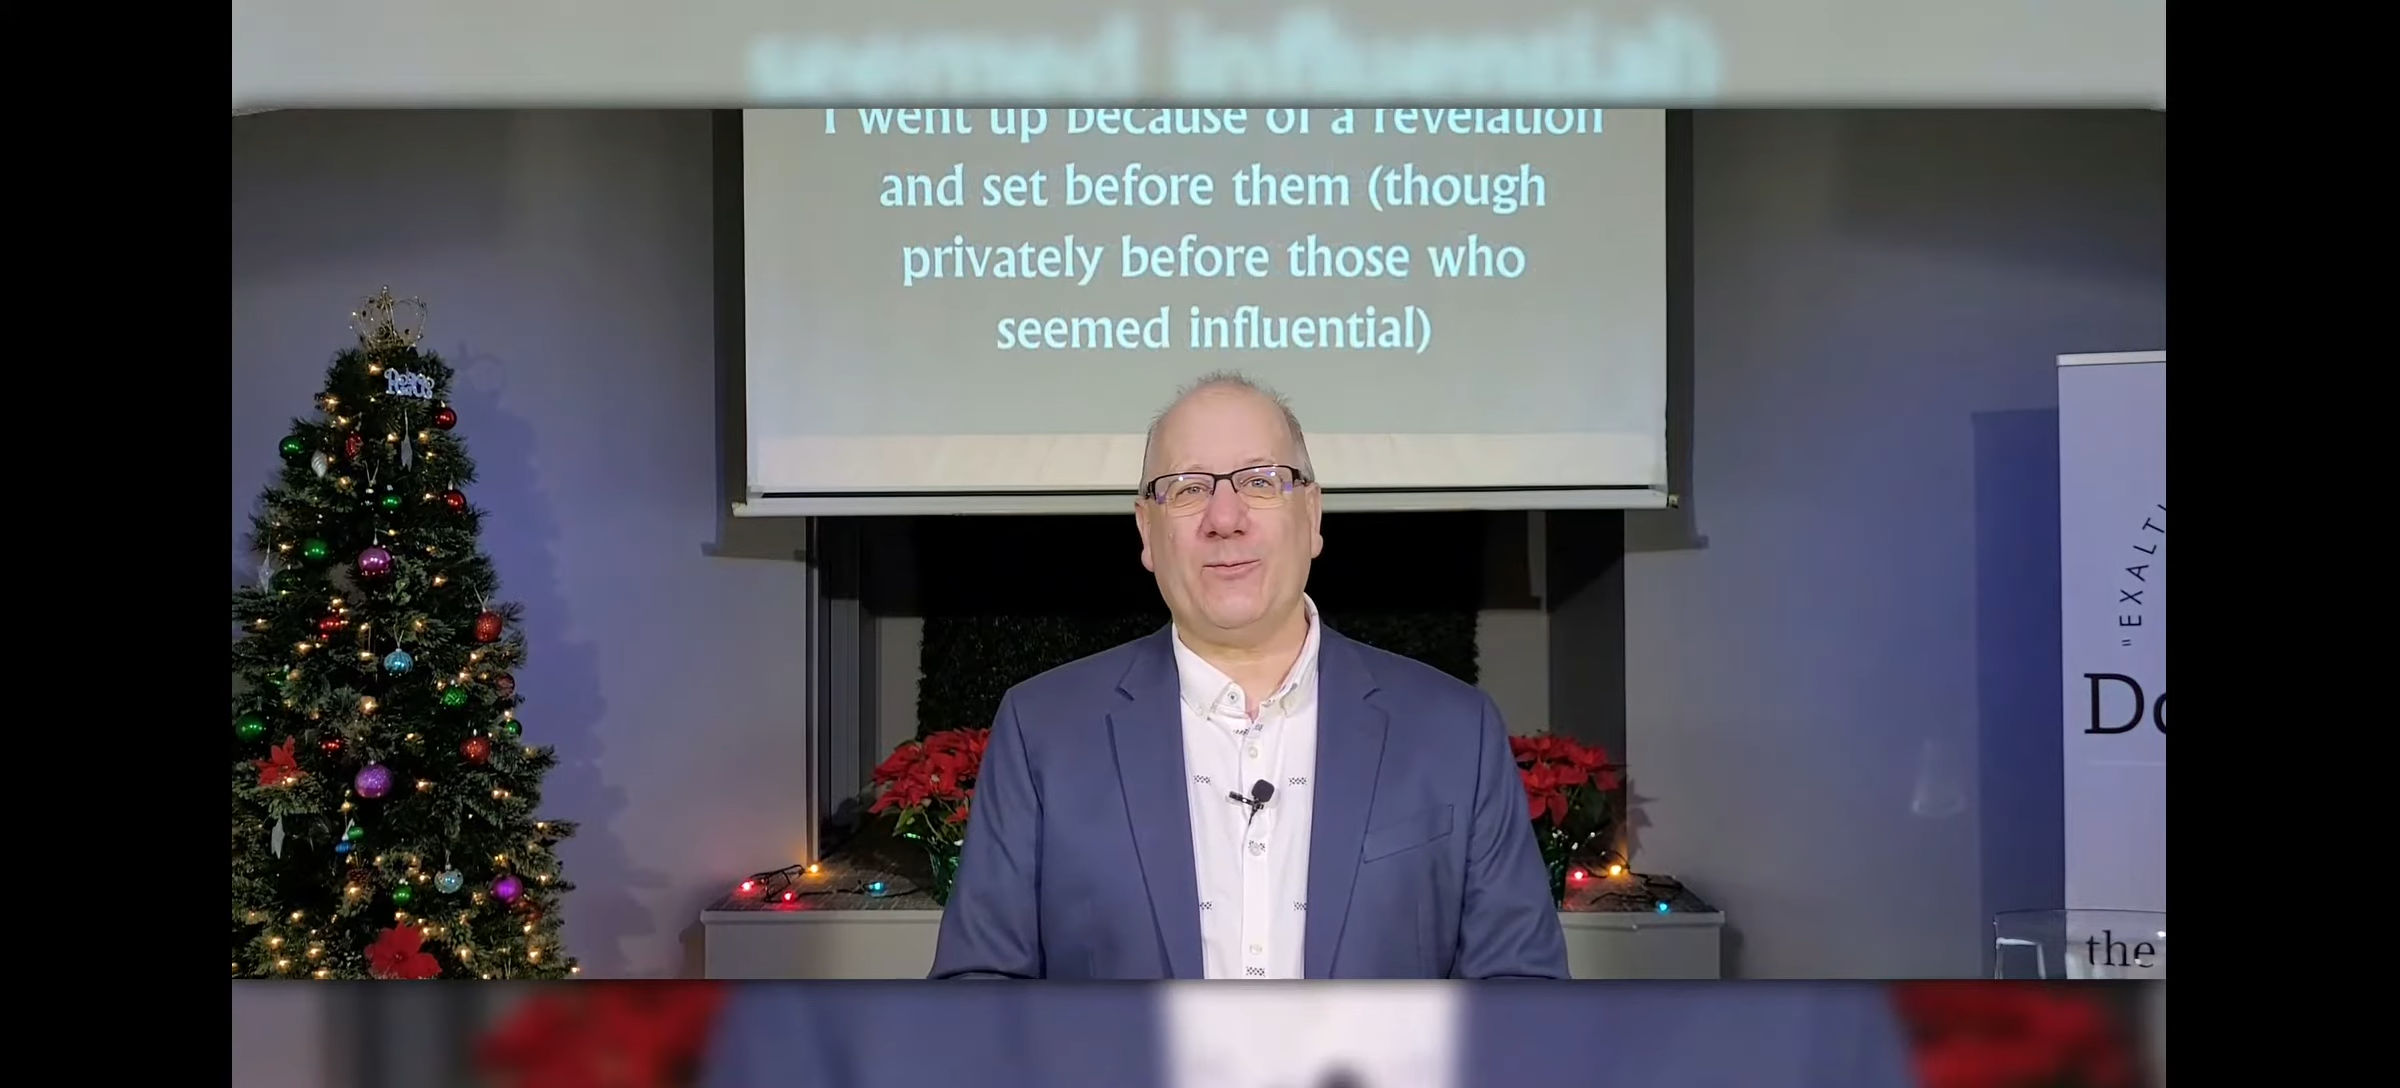 seemed influential)
I went up because of a revelation
and set before them (though
privately before those who
seemed influential)
Peace
"EXALTI
Do
the